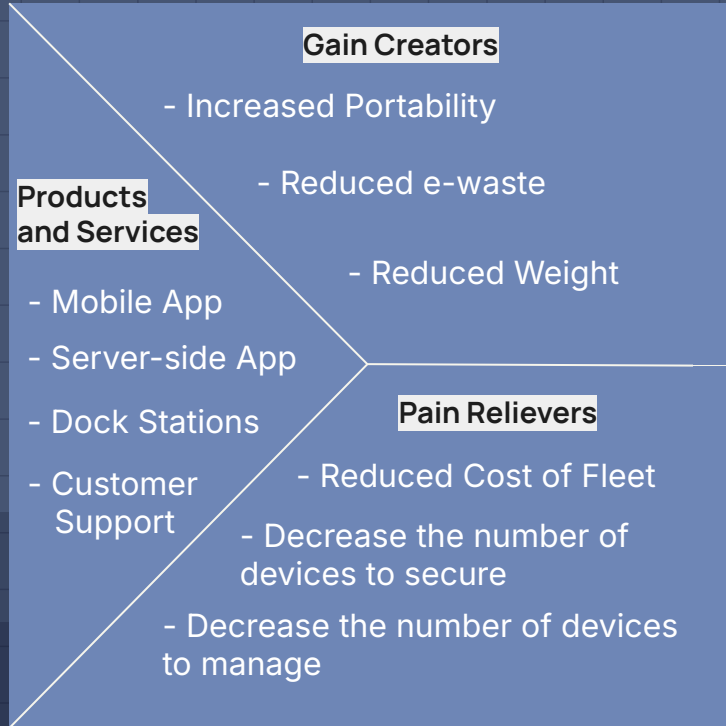 Gain Creators
- Increased Portability
- Reduced e-waste
- Reduced Weight
Products
and Services
- Mobile App
- Server-side App
- Dock Stations
- Customer
Support
Pain Relievers
- Reduced Cost of Fleet
- Decrease the number of
devices to secure
- Decrease the number of devices
to manage